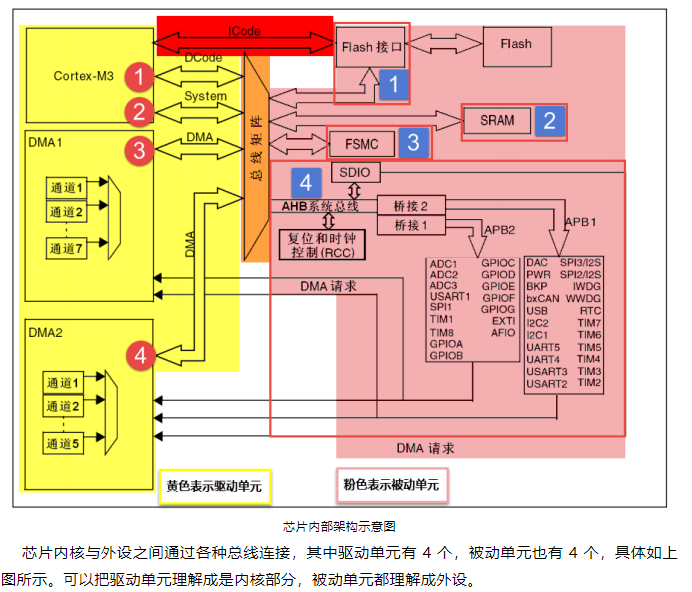 ICode
DCode
Cortex-M3
1
System
2
Flash 接口
Flash
1
SRAM
2
DMA1
3
DMA
总线矩阵
FSMC
3
通道1
通道2
通道7
4
SDIO
AHB系统总线
桥接2
桥接1
复位和时钟
控制(RCC)
APB2
APB1
DMA
DMA 请求
ADC1 GPIOC
ADC2 GPIOD
ADC3 GPIOE
USART1 GPIOF
SPI1 GPIOG
TIM1 EXTI
TIM8 AFIO
GPIOA
GPIOB
DAC SPI3/I2S
PWR SPI2/I2S
BKP IWDG
bxCAN WWDG
USB RTC
I2C2 TIM7
I2C1 TIM6
UART5 TIM5
UART4 TIM4
USART3 TIM3
USART2 TIM2
DMA2
4
通道1
通道2
通道5
DMA 请求
黄色表示驱动单元
粉色表示被动单元
芯片内部架构示意图
芯片内核与外设之间通过各种总线连接，其中驱动单元有 4 个，被动单元也有 4 个，具体如上
图所示。可以把驱动单元理解成是内核部分，被动单元都理解成外设。